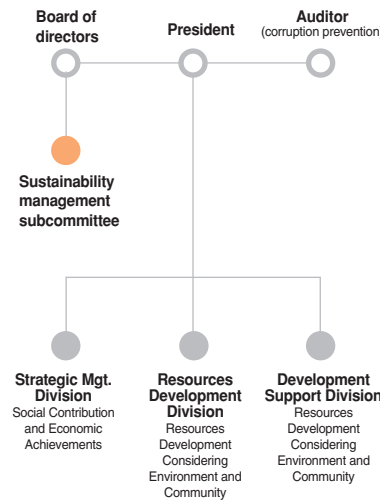 Board of
directors
President
Auditor
(corruption prevention
Sustainability
management
subcommittee
Strategic Mgt.
Division
Social Contribution
and Economic
Achievements
Resources
Development
Division
Resources
Development
Considering
Environment and
Community
Development
Support Division
Resources
Development
Considering
Environment and
Community